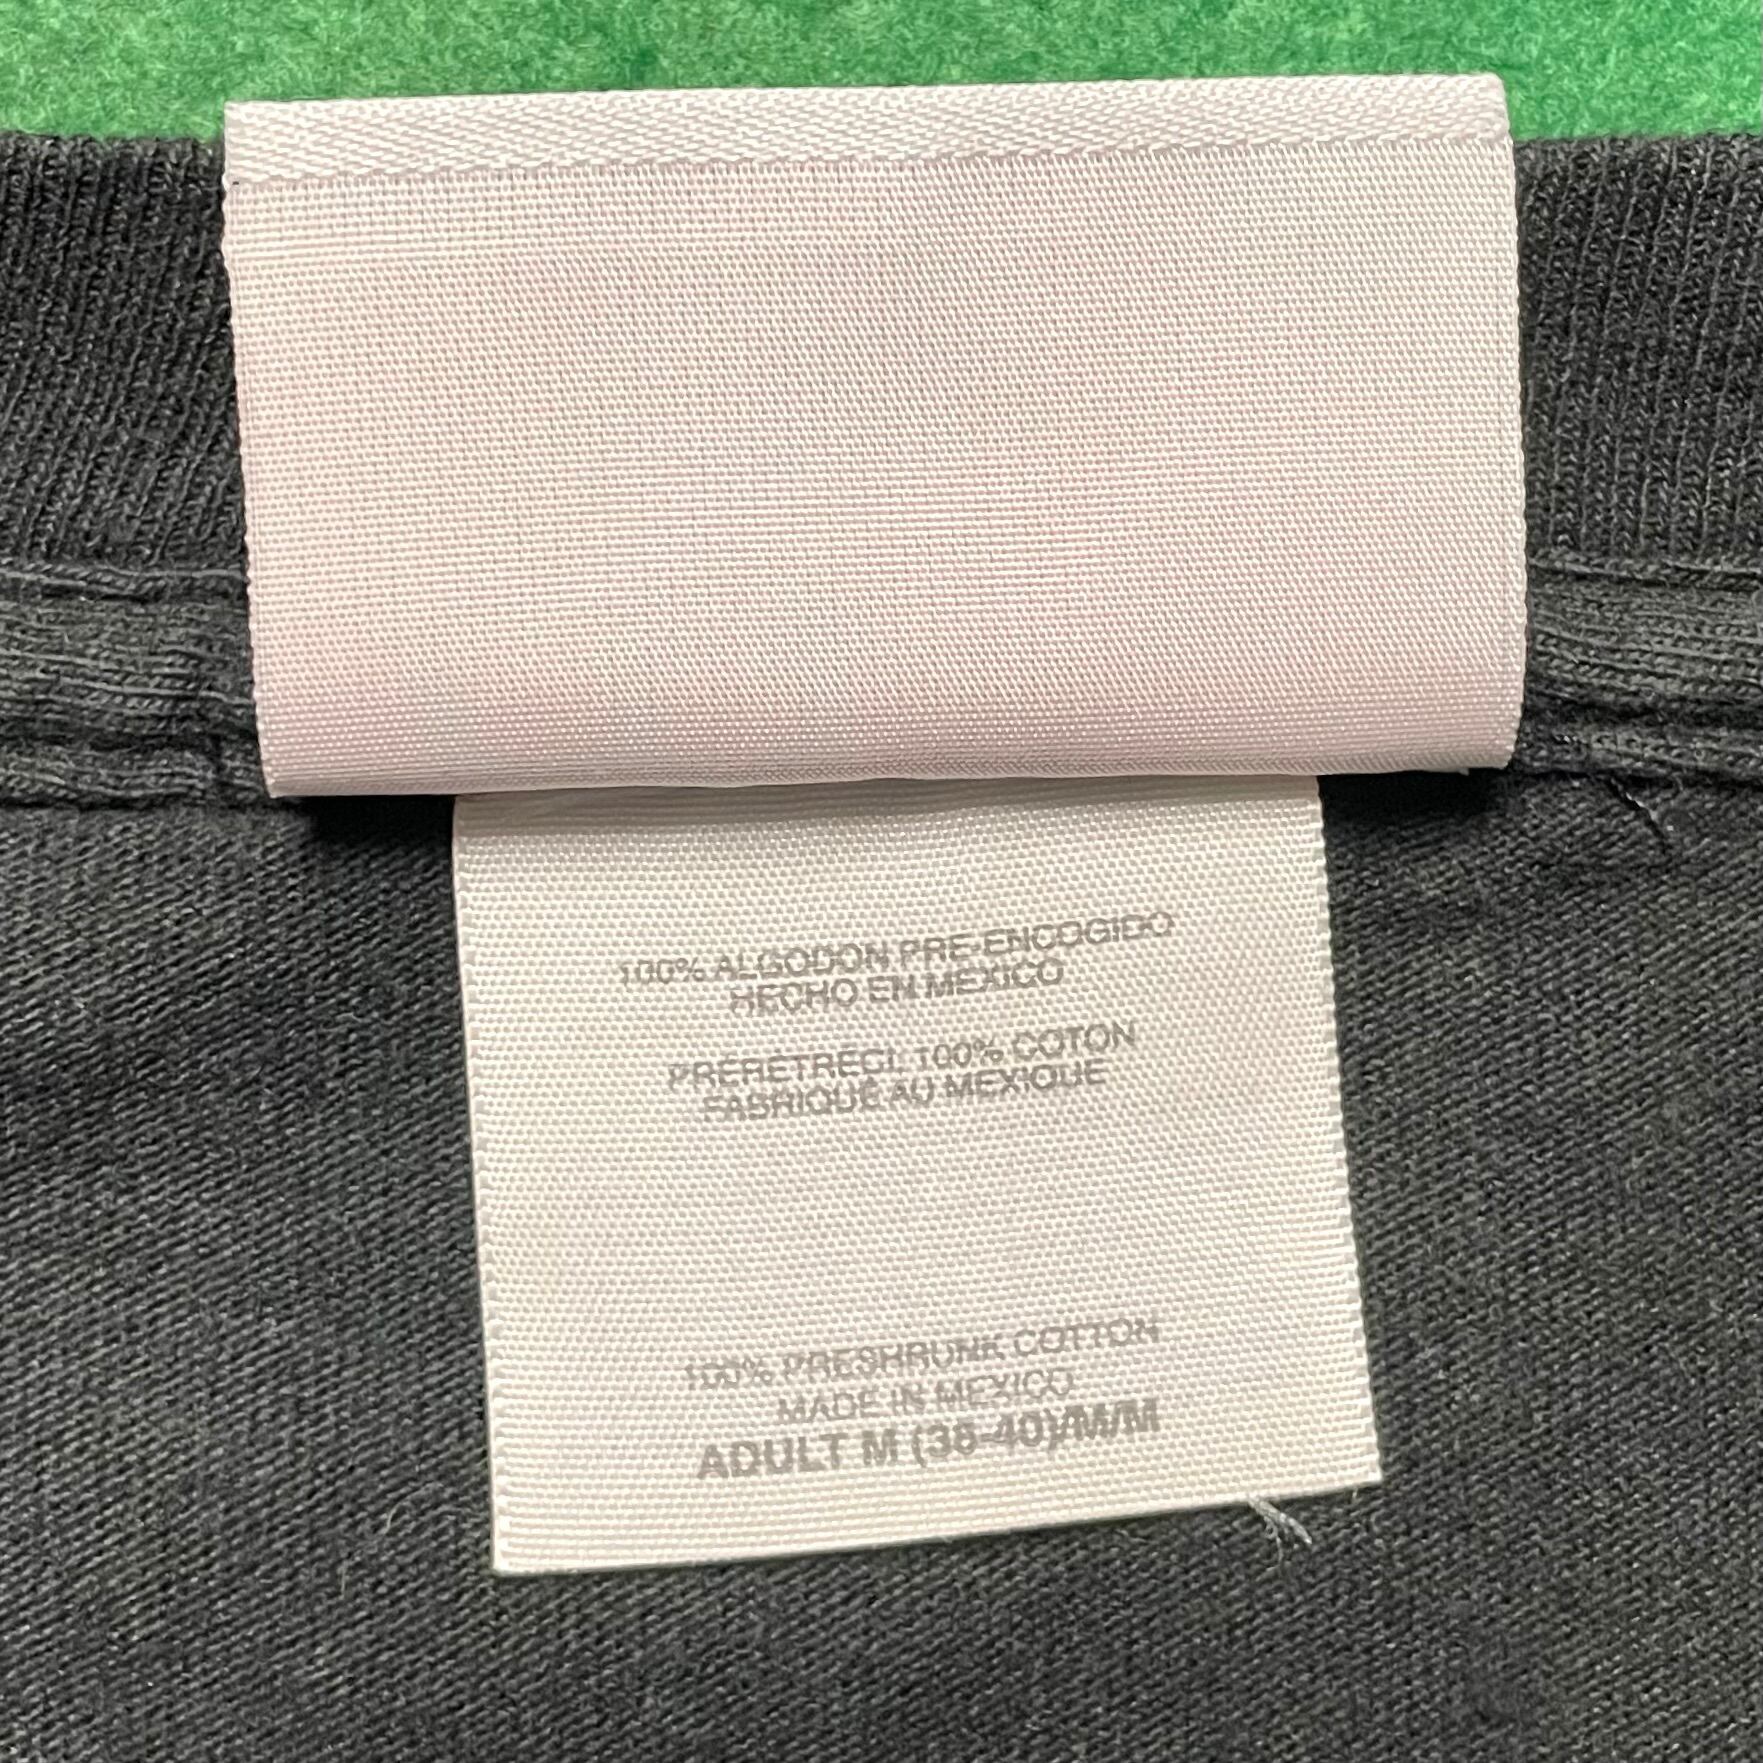 100% ALGODON PRE-ENCOGIDO
HECHO EN MEXICO
PRÉRÉTRÉCI. 100% COTON
FABRIQUÉ AU MEXIQUE
100% PRESHRUNK COTTON
MADE IN MEXICO
ADULT M (38-40)/M/M